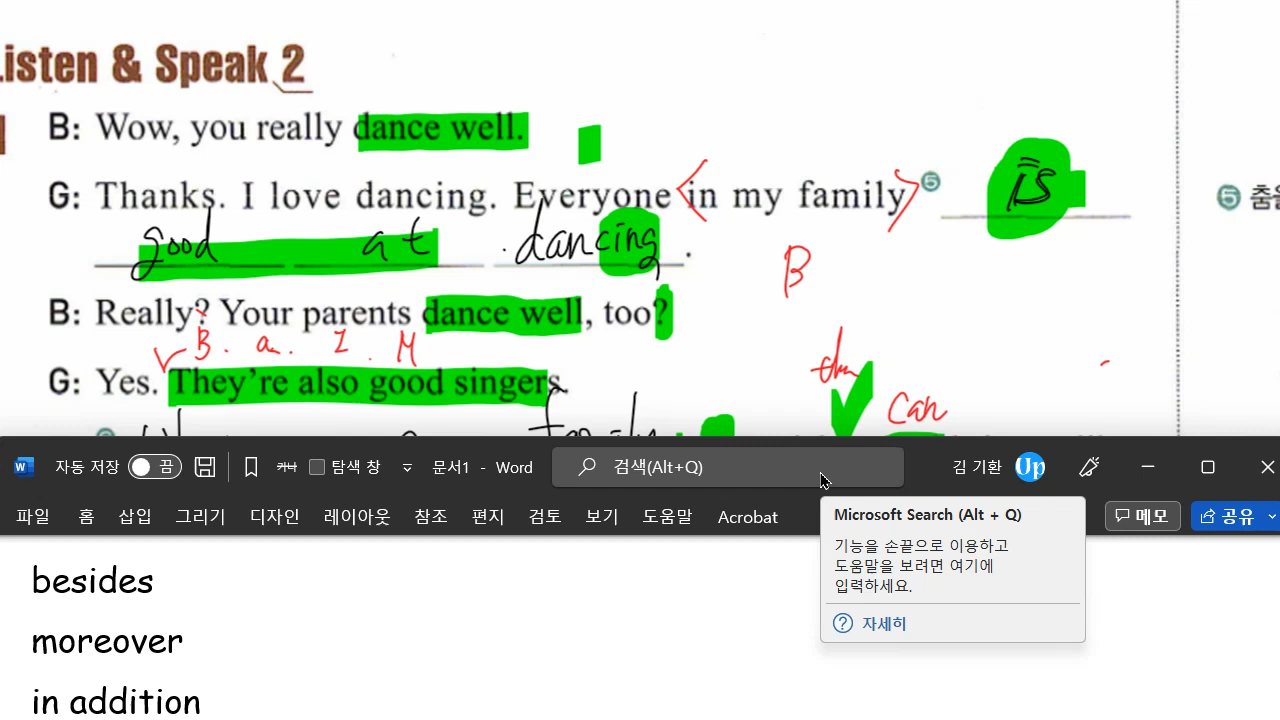 Listen & Speak 2
B: Wow, you really dance well.
G: Thanks. I love dancing. Everyone <in my family> ⑤ is
good at dancing.
B
B: Really? Your parents dance well, too?
B. a. I. M
G: Yes. They're also good singers.
can
family
⑤ 춤을
자동 저장 끔 가나 탐색 창 문서1 - Word 검색(Alt+Q) 김 기환 Up
파일 홈 삽입 그리기 디자인 레이아웃 참조 편지 검토 보기 도움말 Acrobat 메모 공유
Microsoft Search (Alt + Q)
기능을 손끝으로 이용하고
도움말을 보려면 여기에
입력하세요.
자세히
besides
moreover
in addition